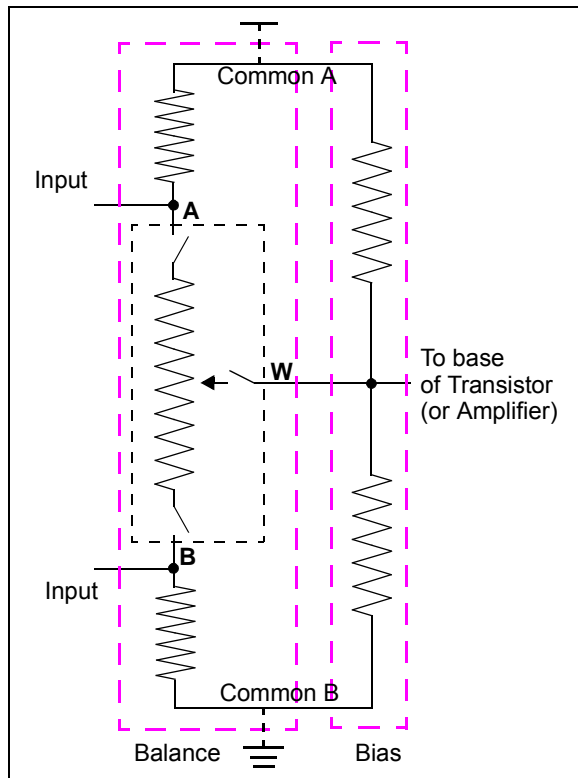 Common A
Input
A
W
To base
of Transistor
(or Amplifier)
B
Input
Common B
Balance
Bias